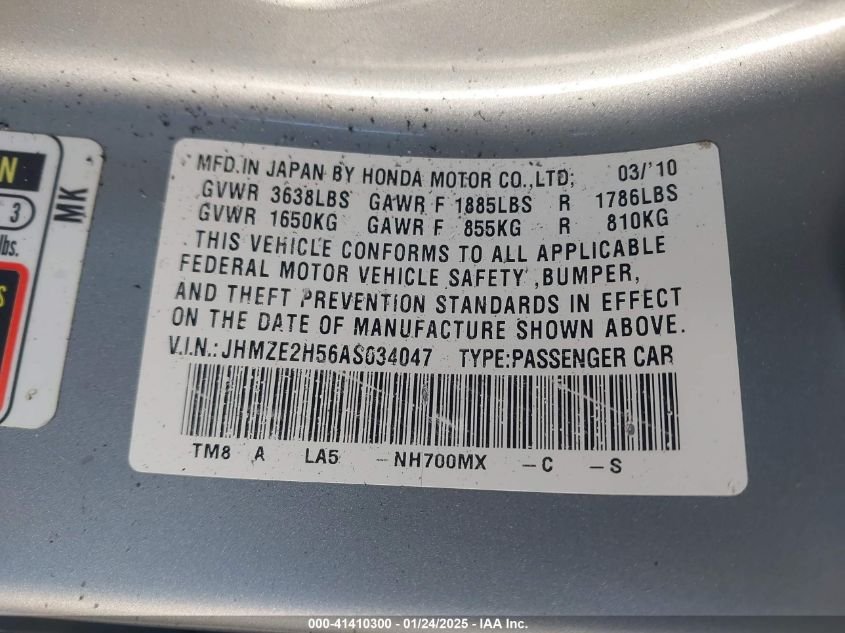 N
3
lbs.
S
MK
MFD.IN JAPAN BY HONDA MOTOR CO.,LTD; 03/'10
GVWR 3638LBS GAWR F 1885LBS R 1786LBS
GVWR 1650KG GAWR F 855KG R 810KG
THIS VEHICLE CONFORMS TO ALL APPLICABLE
FEDERAL MOTOR VEHICLE SAFETY ,BUMPER,
AND THEFT PREVENTION STANDARDS IN EFFECT
ON THE DATE OF MANUFACTURE SHOWN ABOVE.
V.I.N.: JHMZE2H56AS034047 TYPE:PASSENGER CAR
TM8 A LA5 -NH700MX -C -S
000-41410300 - 01/24/2025 - IAA Inc.